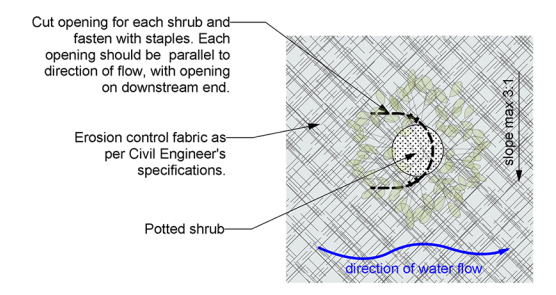 Cut opening for each shrub and
fasten with staples. Each
opening should be parallel to
direction of flow, with opening
on downstream end.
Erosion control fabric as
per Civil Engineer's
specifications.
Potted shrub
slope max 3:1
direction of water flow